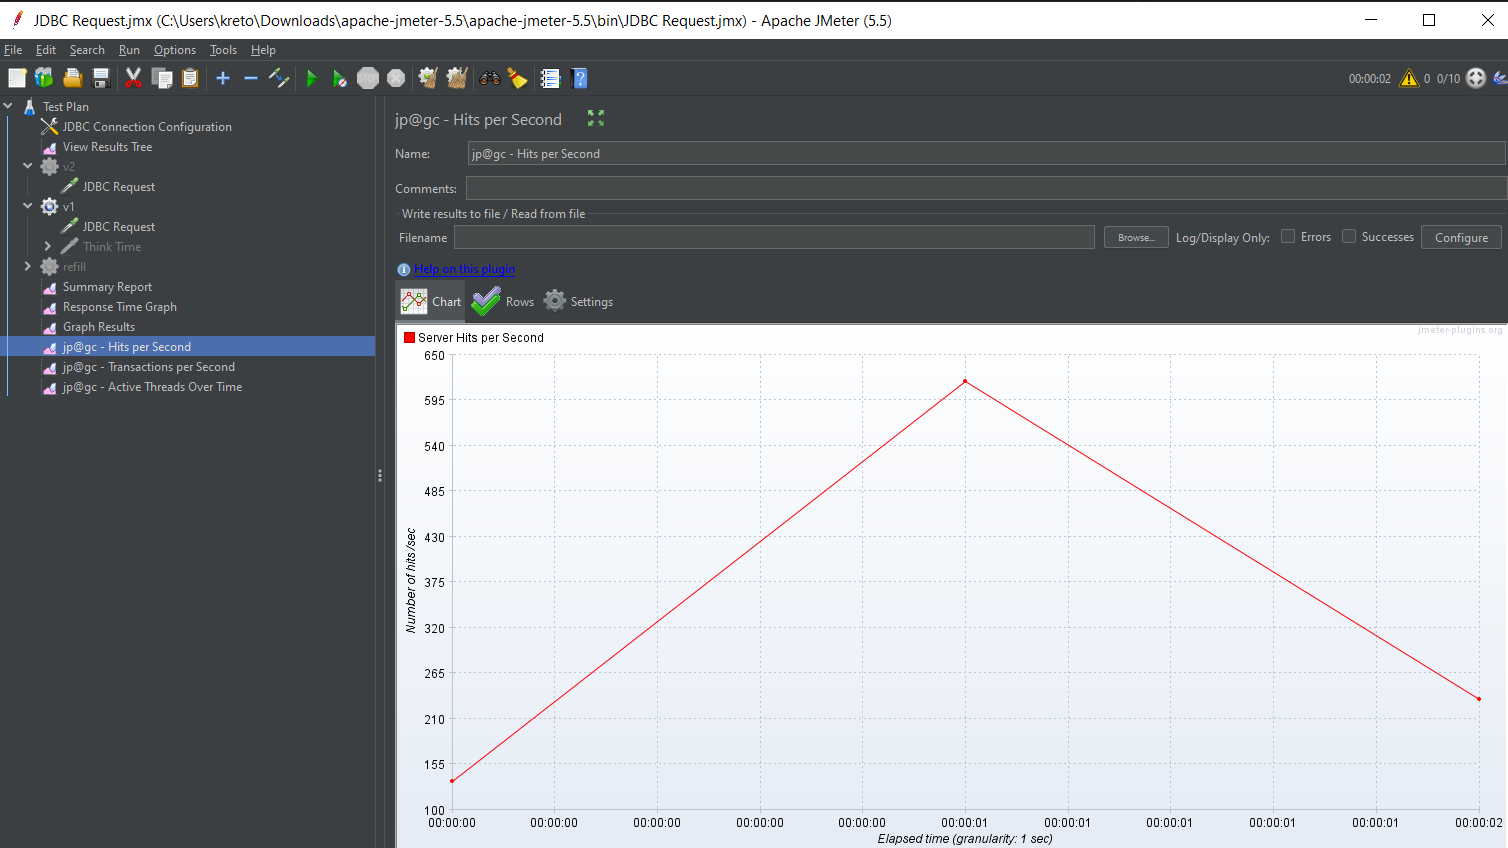 JDBC Request.jmx (C:\Users\kreto\Downloads\apache-jmeter-5.5\apache-jmeter-5.5\bin\JDBC Request.jmx) - Apache JMeter (5.5)
File Edit Search Run Options Tools Help
STOP 00:00:02 0 0/10
Test Plan
JDBC Connection Configuration
View Results Tree
v2
JDBC Request
v1
JDBC Request
Think Time
refill
Summary Report
Response Time Graph
Graph Results
jp@gc - Hits per Second
jp@gc - Transactions per Second
jp@gc - Active Threads Over Time
jp@gc - Hits per Second
Name: jp@gc - Hits per Second
Comments:
Write results to file / Read from file
Filename Browse... Log/Display Only: Errors Successes Configure
Help on this plugin
Chart Rows Settings
jmeter-plugins.org
Server Hits per Second
650
595
540
485
430
375
320
265
210
155
100
Number of hits /sec
00:00:00 00:00:00 00:00:00 00:00:00 00:00:00 00:00:01 00:00:01 00:00:01 00:00:01 00:00:01 00:00:02
Elapsed time (granularity: 1 sec)